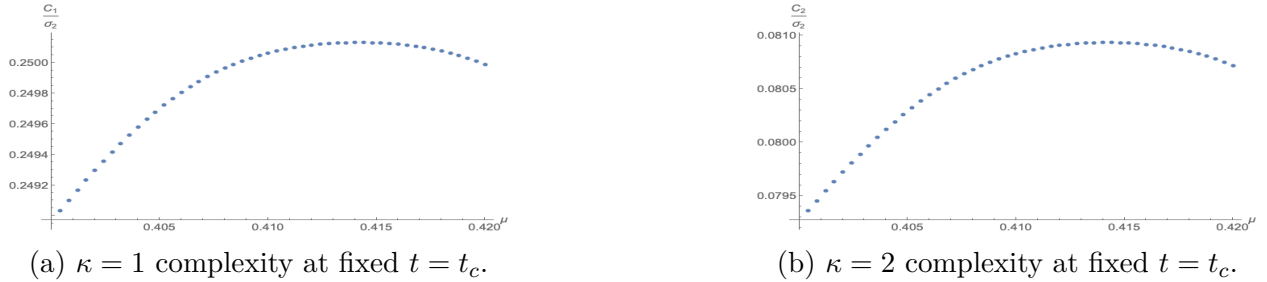 C₁/σ₂
0.2500
0.2498
0.2496
0.2494
0.2492
0.405 0.410 0.415 0.420 μ
(a) κ = 1 complexity at fixed t = t_c.
C₂/σ₂
0.0810
0.0805
0.0800
0.0795
0.405 0.410 0.415 0.420 μ
(b) κ = 2 complexity at fixed t = t_c.